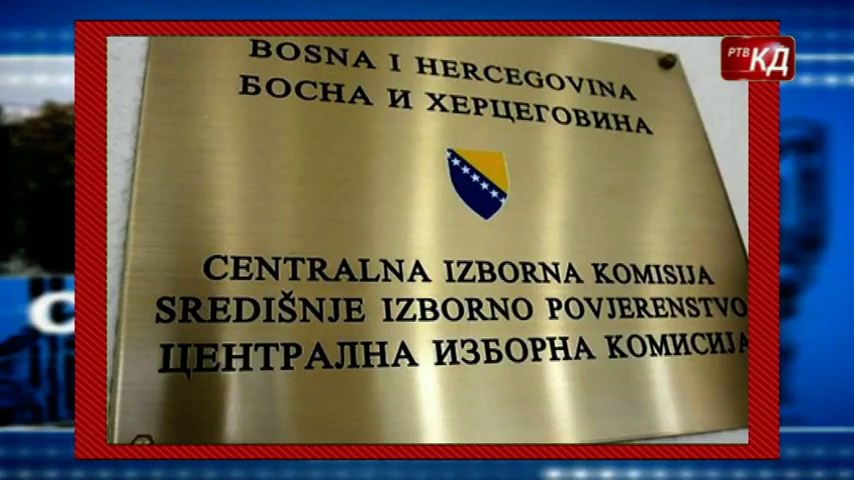 BOSNA I HERCEGOVINA
БОСНА И ХЕРЦЕГОВИНА
РТВ КД
CENTRALNA IZBORNA KOMISIJA
SREDIŠNJE IZBORNO POVJERENSTVO
ЦЕНТРАЛНА ИЗБОРНА КОМИСИЈА